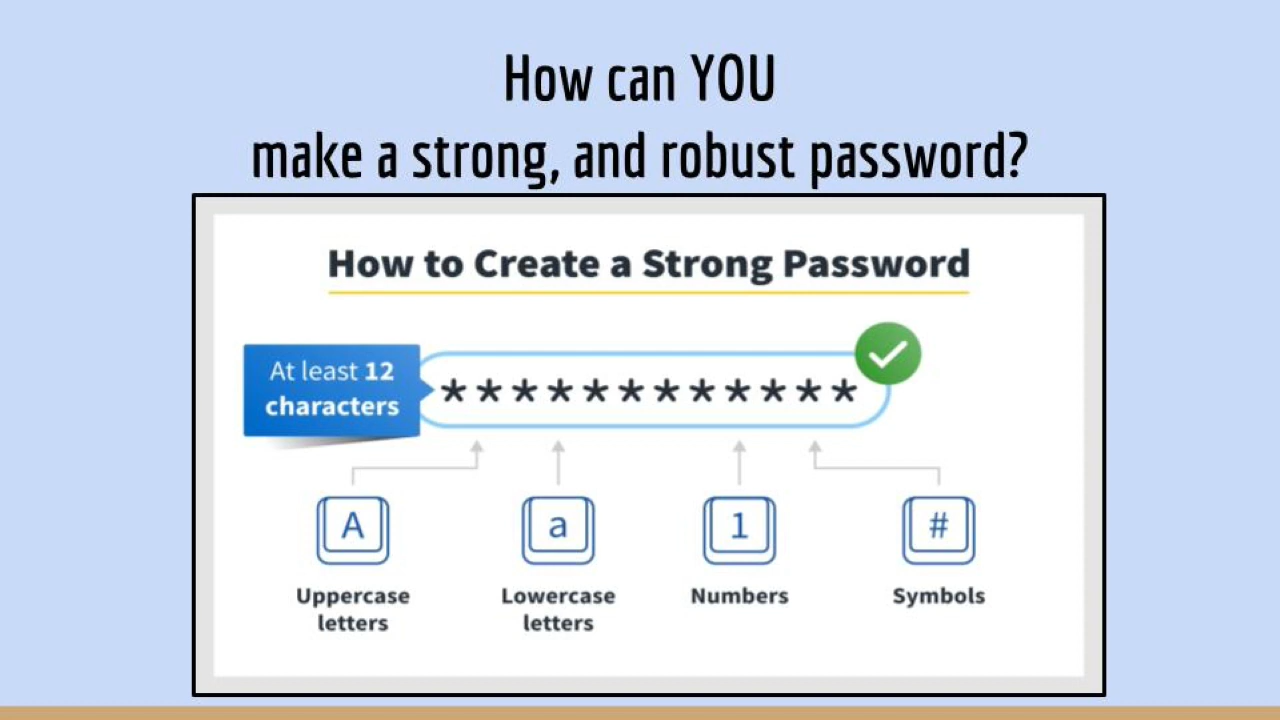 How can YOU
make a strong, and robust password?
How to Create a Strong Password
At least 12
characters
************
A a 1 #
Uppercase
letters
Lowercase
letters
Numbers
Symbols